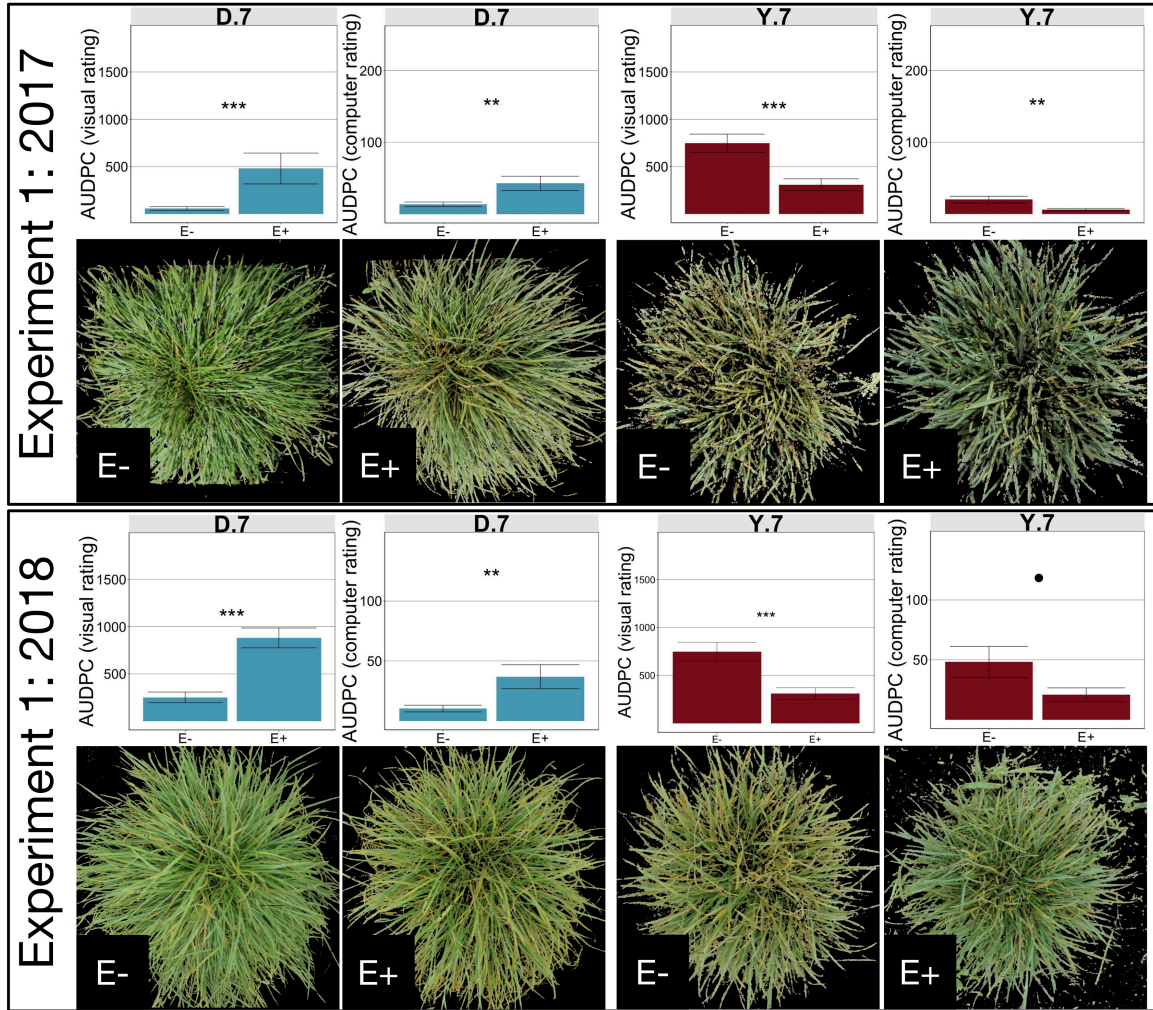 Experiment 1: 2017
D.7
AUDPC (visual rating)
1500
1000
500
***
E-
E+
D.7
AUDPC (computer rating)
200
100
**
E-
E+
Y.7
AUDPC (visual rating)
1500
1000
500
***
E-
E+
Y.7
AUDPC (computer rating)
200
100
**
E-
E+
E-
E+
E-
E+
Experiment 1: 2018
D.7
AUDPC (visual rating)
1500
1000
500
***
E-
E+
D.7
AUDPC (computer rating)
100
50
**
E-
E+
Y.7
AUDPC (visual rating)
1500
1000
500
***
E-
E+
Y.7
AUDPC (computer rating)
100
50
•
E-
E+
E-
E+
E-
E+